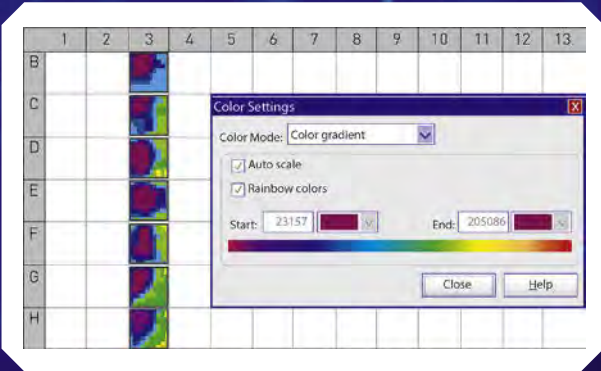 1 2 3 4 5 6 7 8 9 10 11 12 13
B
C
Color Settings X
Color Mode: Color gradient
D
Auto scale
E
Rainbow colors
Start: 23157 End: 205086
F
G
Close Help
H